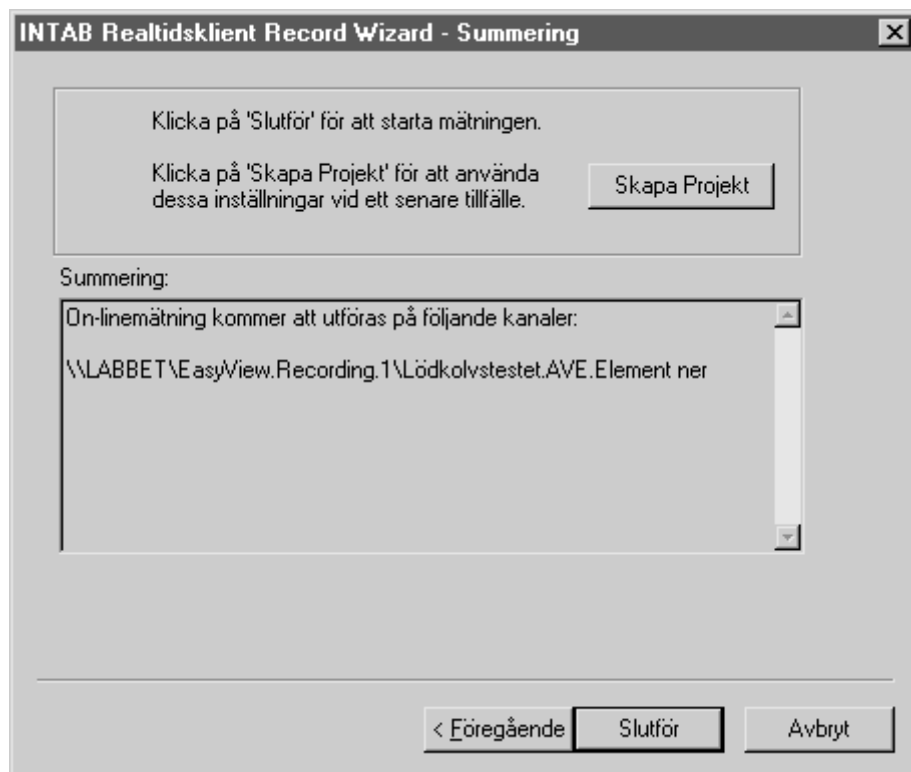 INTAB Realtidsklient Record Wizard - Summering
Klicka på 'Slutför' för att starta mätningen.
Klicka på 'Skapa Projekt' för att använda
dessa inställningar vid ett senare tillfälle.
Skapa Projekt
Summering:
On-linemätning kommer att utföras på följande kanaler:
\\LABBET\EasyView.Recording.1\Lödkolvstestet.AVE.Element ner
< Föregående
Slutför
Avbryt